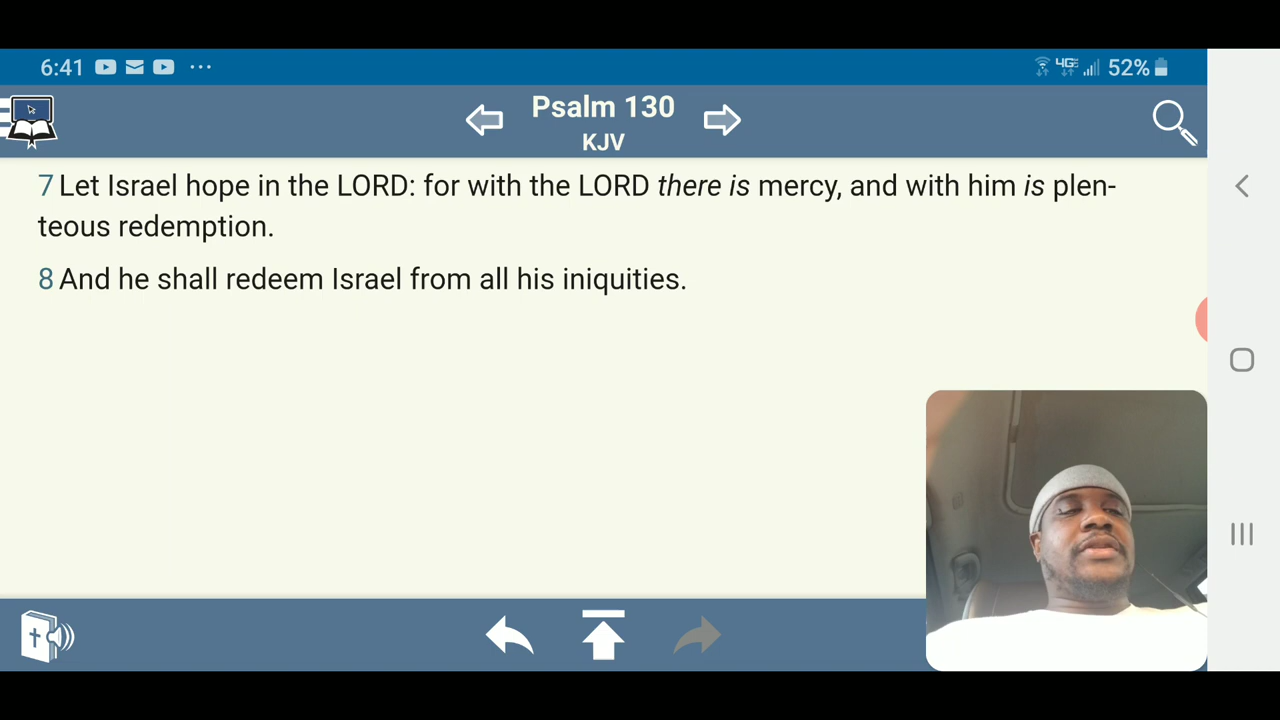 6:41 ... 4GE 52%
Psalm 130
KJV
7 Let Israel hope in the LORD: for with the LORD there is mercy, and with him is plen-
teous redemption.
8 And he shall redeem Israel from all his iniquities.